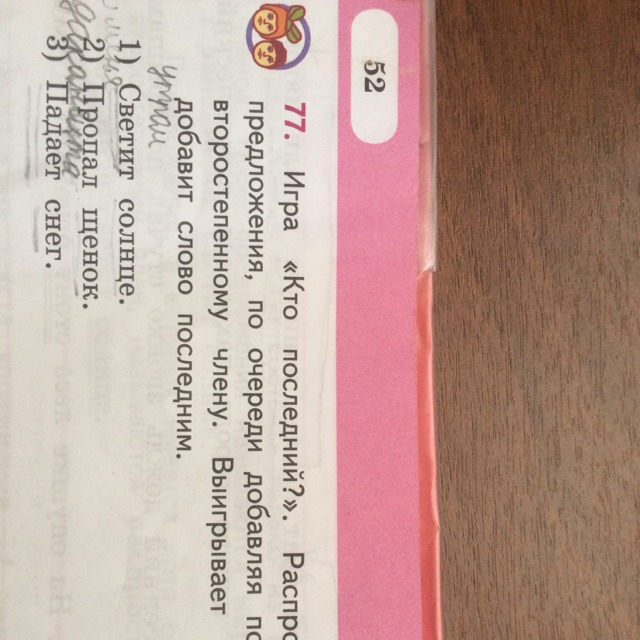 52
77. Игра «Кто последний?». Распро
предложения, по очереди добавляя по
второстепенному члену. Выигрывает
добавит слово последним.
1) Светит солнце.
2) Пропал щенок.
3) Падает снег.